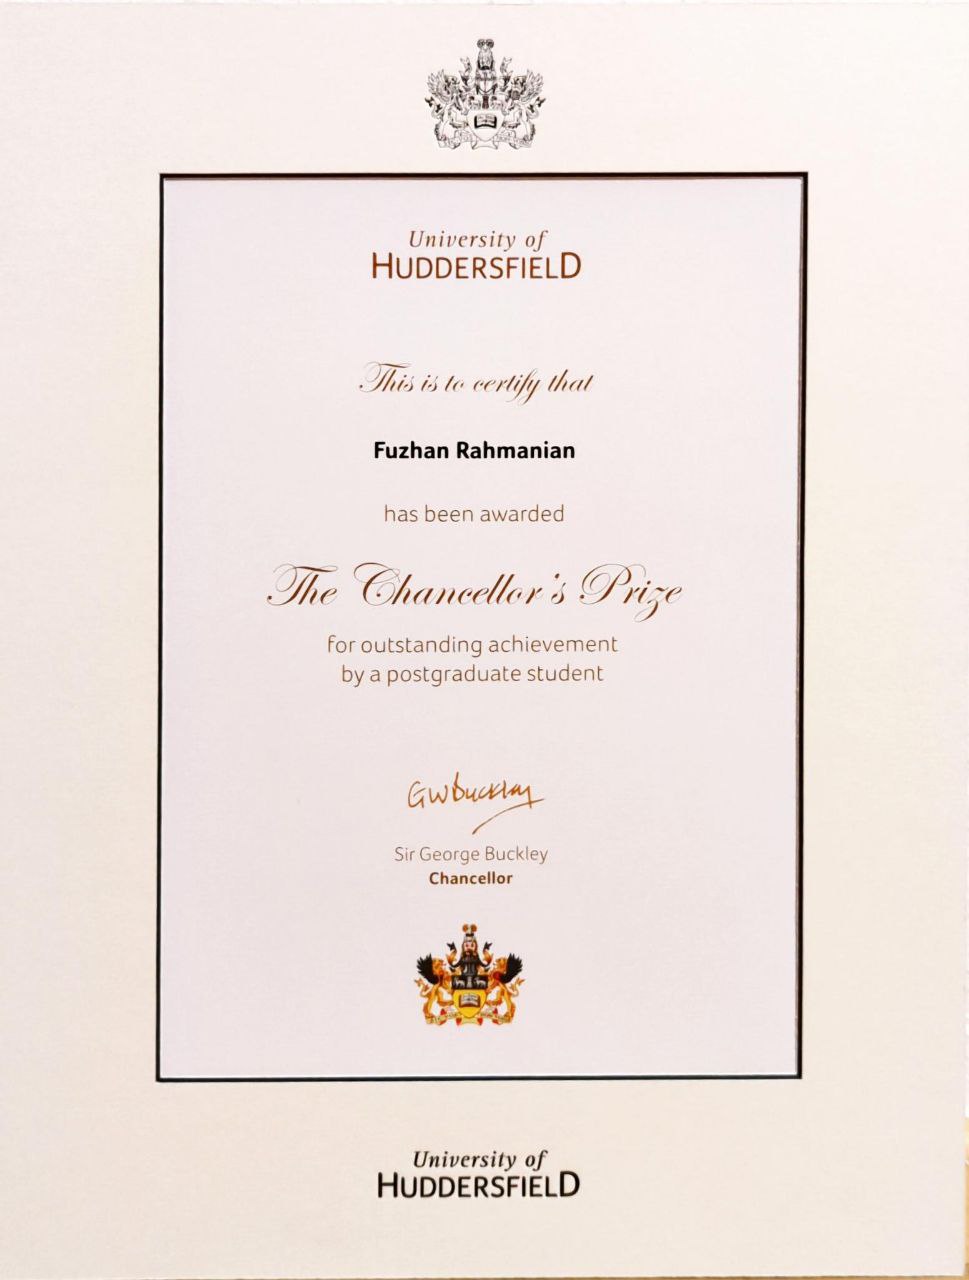 University of
HUDDERSFIELD
This is to certify that
Fuzhan Rahmanian
has been awarded
The Chancellor's Prize
for outstanding achievement
by a postgraduate student
GWBuckley
Sir George Buckley
Chancellor
University of
HUDDERSFIELD